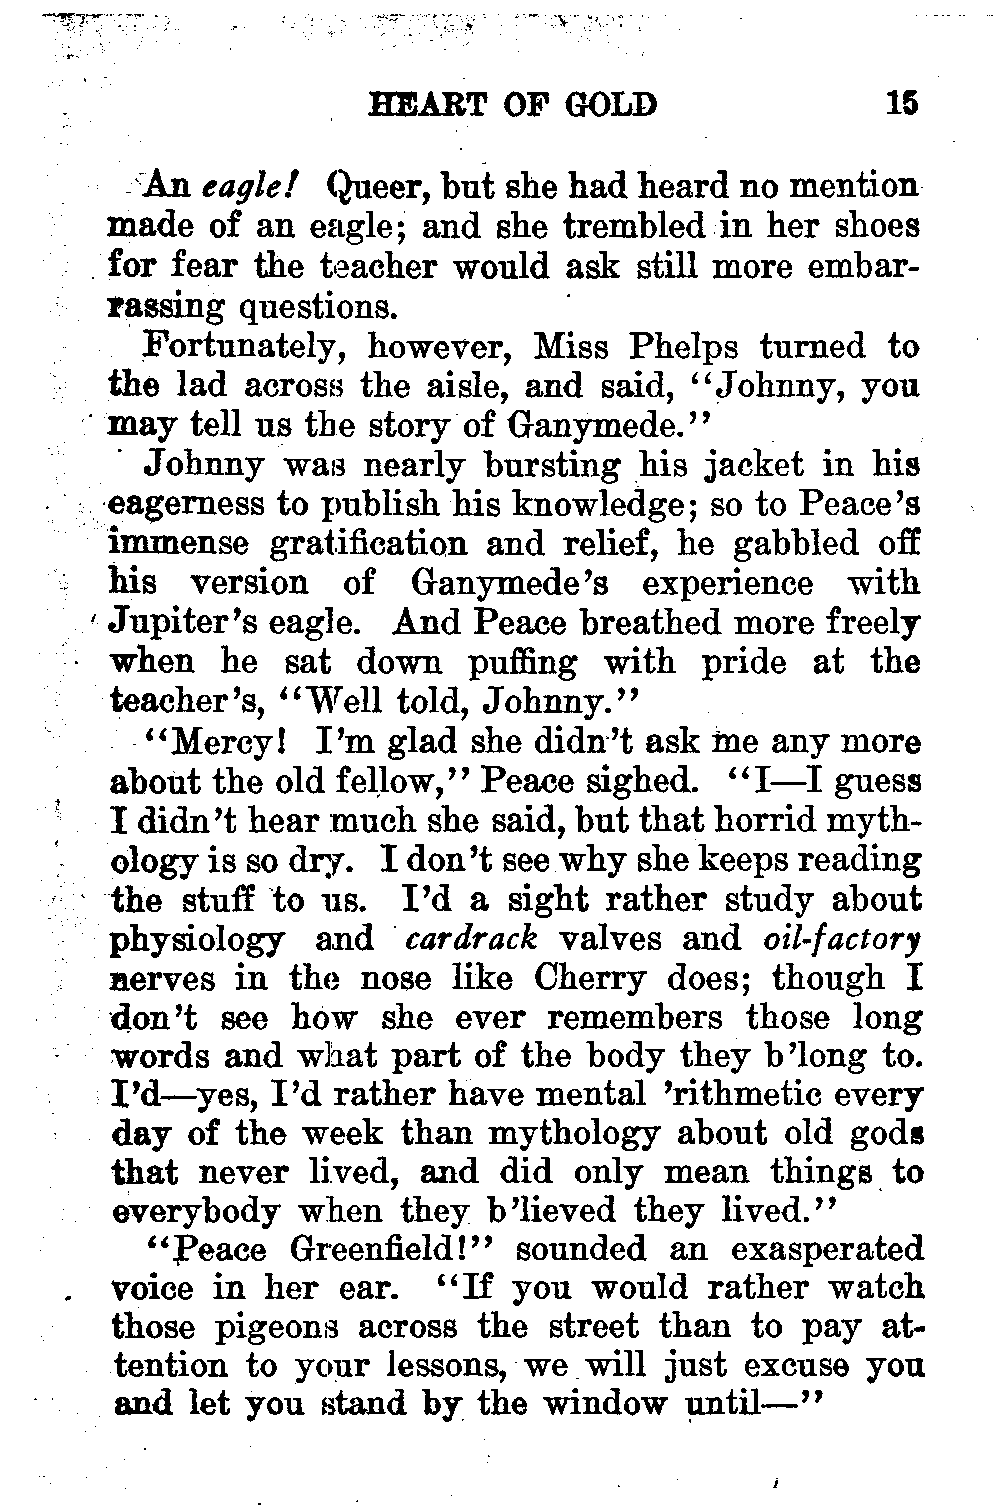 HEART OF GOLD 15
An eagle! Queer, but she had heard no mention
made of an eagle; and she trembled in her shoes
for fear the teacher would ask still more embar-
rassing questions.
Fortunately, however, Miss Phelps turned to
the lad across the aisle, and said, “Johnny, you
may tell us the story of Ganymede.”
Johnny was nearly bursting his jacket in his
eagerness to publish his knowledge; so to Peace’s
immense gratification and relief, he gabbled off
his version of Ganymede’s experience with
Jupiter’s eagle. And Peace breathed more freely
when he sat down puffing with pride at the
teacher’s, “Well told, Johnny.”
“Mercy! I’m glad she didn’t ask me any more
about the old fellow,” Peace sighed. “I—I guess
I didn’t hear much she said, but that horrid myth-
ology is so dry. I don’t see why she keeps reading
the stuff to us. I’d a sight rather study about
physiology and cardrack valves and oil-factory
nerves in the nose like Cherry does; though I
don’t see how she ever remembers those long
words and what part of the body they b’long to.
I’d—yes, I’d rather have mental ’rithmetic every
day of the week than mythology about old gods
that never lived, and did only mean things to
everybody when they b’lieved they lived.”
“Peace Greenfield!” sounded an exasperated
voice in her ear. “If you would rather watch
those pigeons across the street than to pay at-
tention to your lessons, we will just excuse you
and let you stand by the window until—”